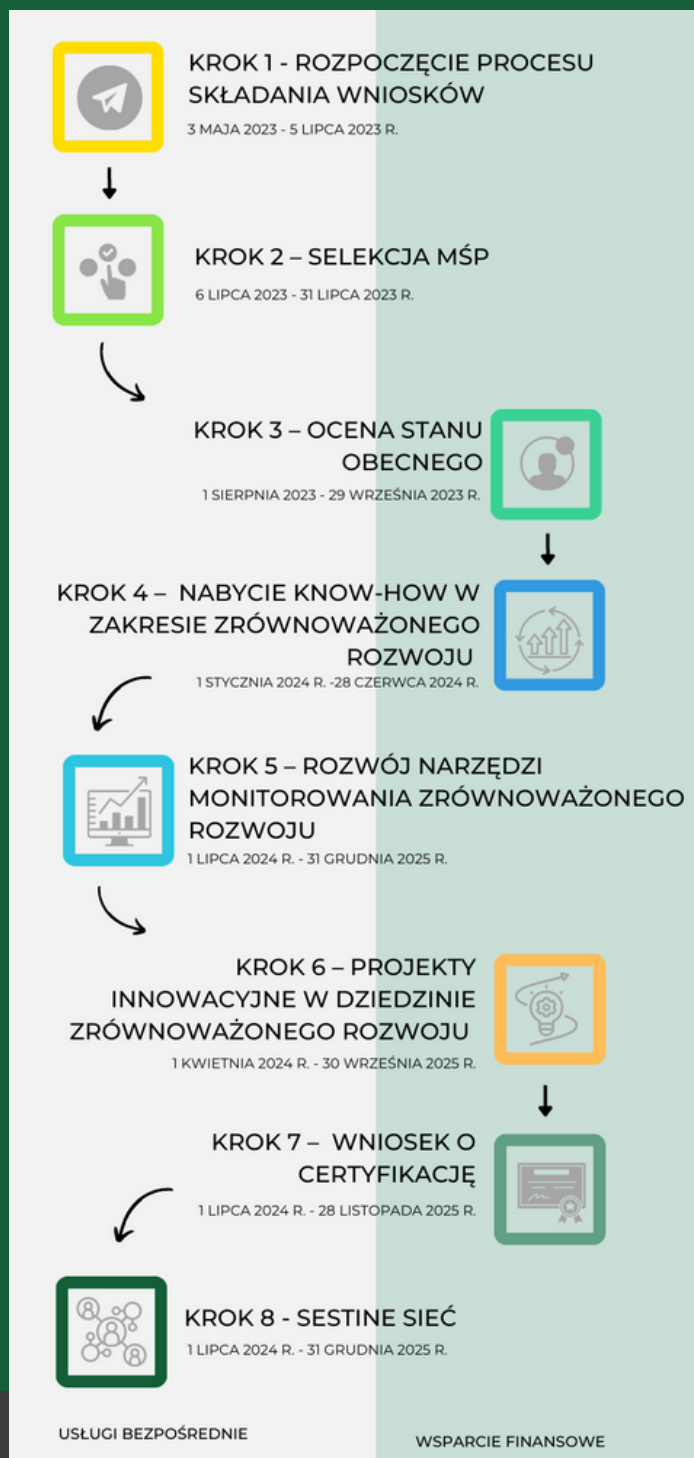 KROK 1 - ROZPOCZĘCIE PROCESU
SKŁADANIA WNIOSKÓW
3 MAJA 2023 - 5 LIPCA 2023 R.
KROK 2 – SELEKCJA MŚP
6 LIPCA 2023 - 31 LIPCA 2023 R.
KROK 3 – OCENA STANU
OBECNEGO
1 SIERPNIA 2023 - 29 WRZEŚNIA 2023 R.
KROK 4 – NABYCIE KNOW-HOW W
ZAKRESIE ZRÓWNOWAŻONEGO
ROZWOJU
1 STYCZNIA 2024 R. -28 CZERWCA 2024 R.
KROK 5 – ROZWÓJ NARZĘDZI
MONITOROWANIA ZRÓWNOWAŻONEGO
ROZWOJU
1 LIPCA 2024 R. - 31 GRUDNIA 2025 R.
KROK 6 – PROJEKTY
INNOWACYJNE W DZIEDZINIE
ZRÓWNOWAŻONEGO ROZWOJU
1 KWIETNIA 2024 R. - 30 WRZEŚNIA 2025 R.
KROK 7 – WNIOSEK O
CERTYFIKACJĘ
1 LIPCA 2024 R. - 28 LISTOPADA 2025 R.
KROK 8 - SESTINE SIEĆ
1 LIPCA 2024 R. - 31 GRUDNIA 2025 R.
USŁUGI BEZPOŚREDNIE
WSPARCIE FINANSOWE